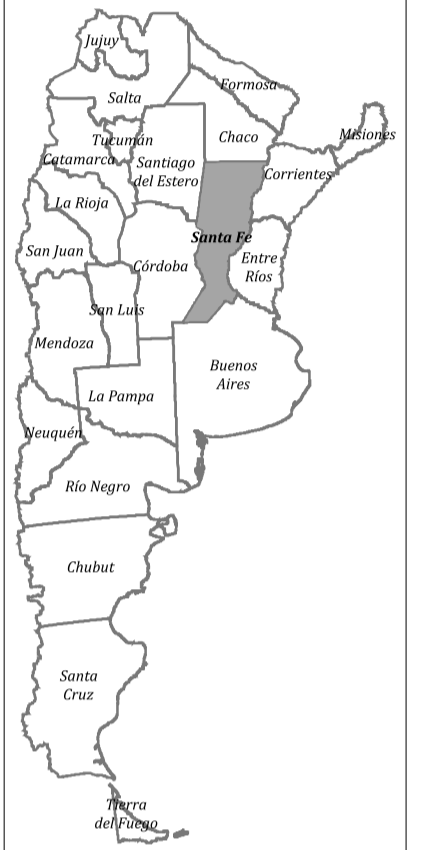 Jujuy
Salta
Formosa
Chaco
Misiones
Tucumán
Catamarca
Santiago
del Estero
Corrientes
La Rioja
Santa Fe
San Juan
Córdoba
Entre
Ríos
San Luis
Mendoza
Buenos
Aires
La Pampa
Neuquén
Río Negro
Chubut
Santa
Cruz
Tierra
del Fuego